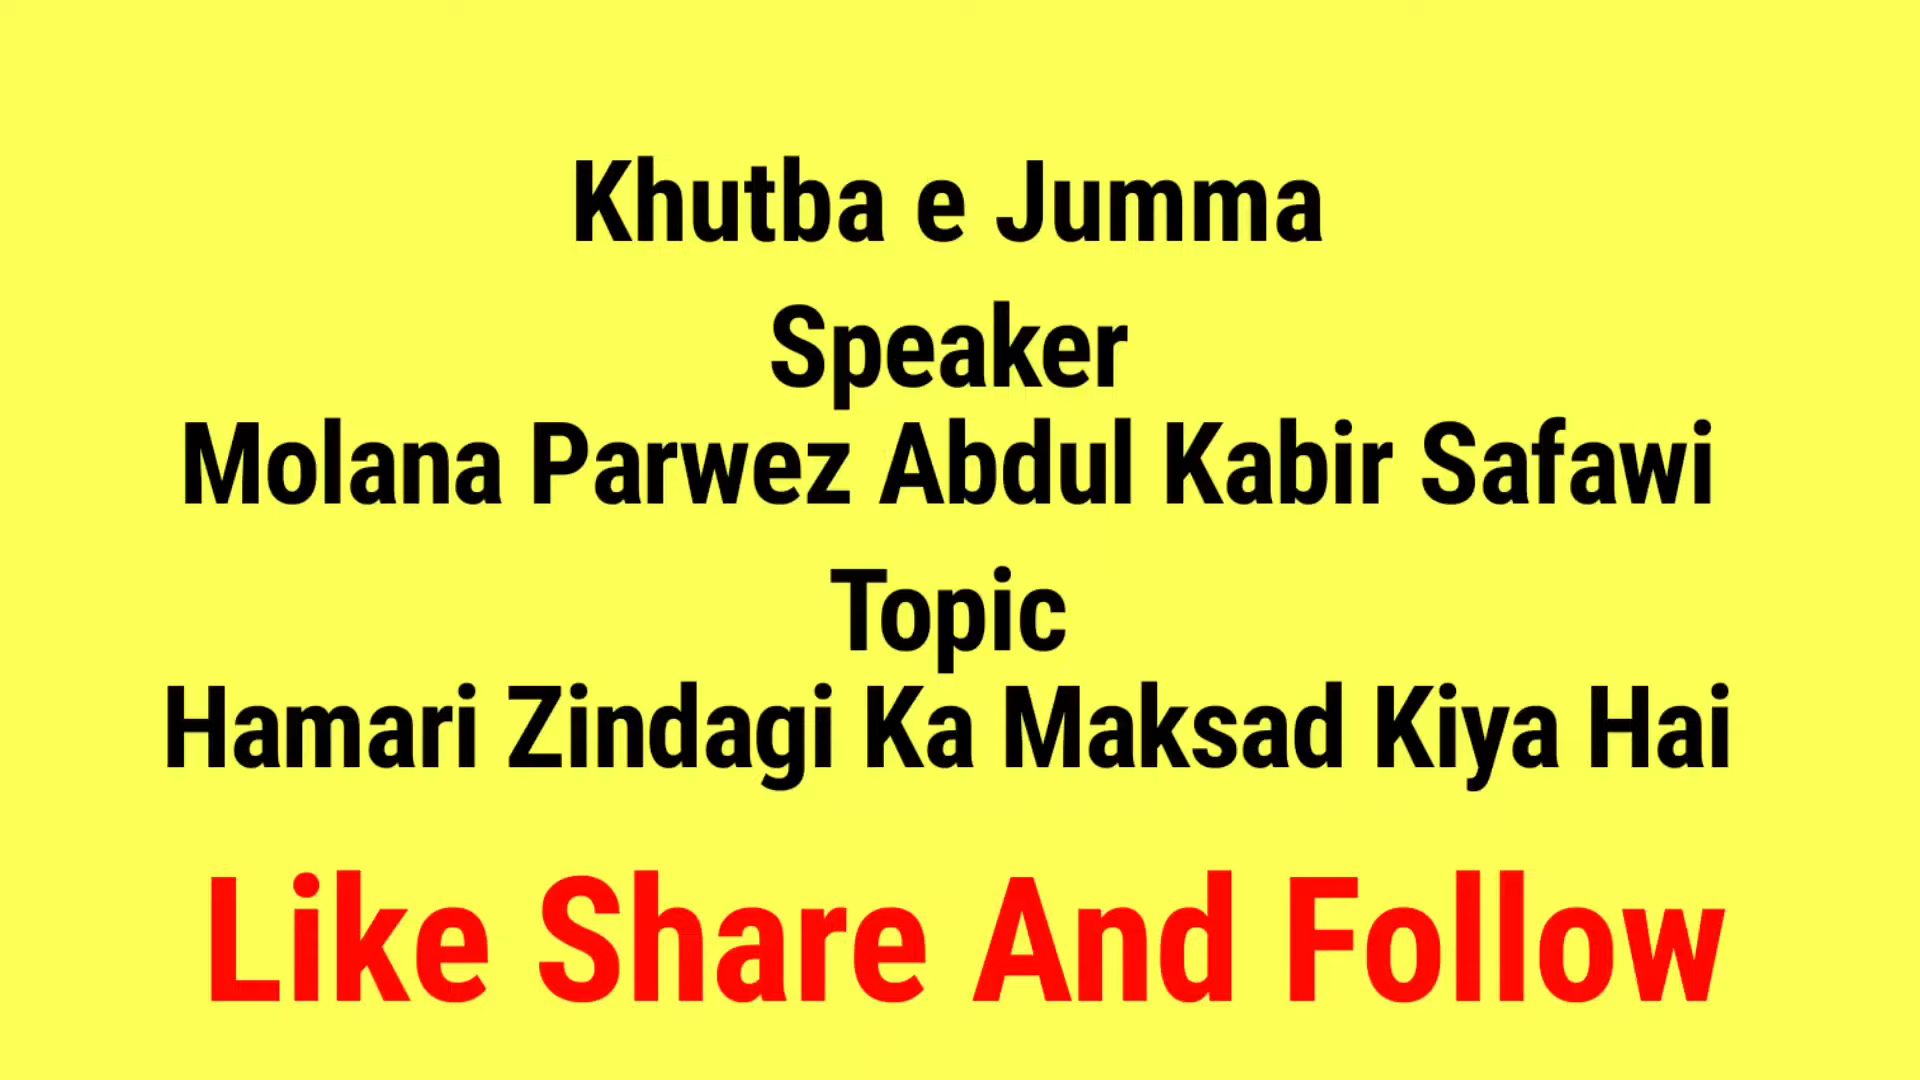 Khutba e Jumma
Speaker
Molana Parwez Abdul Kabir Safawi
Topic
Hamari Zindagi Ka Maksad Kiya Hai
Like Share And Follow